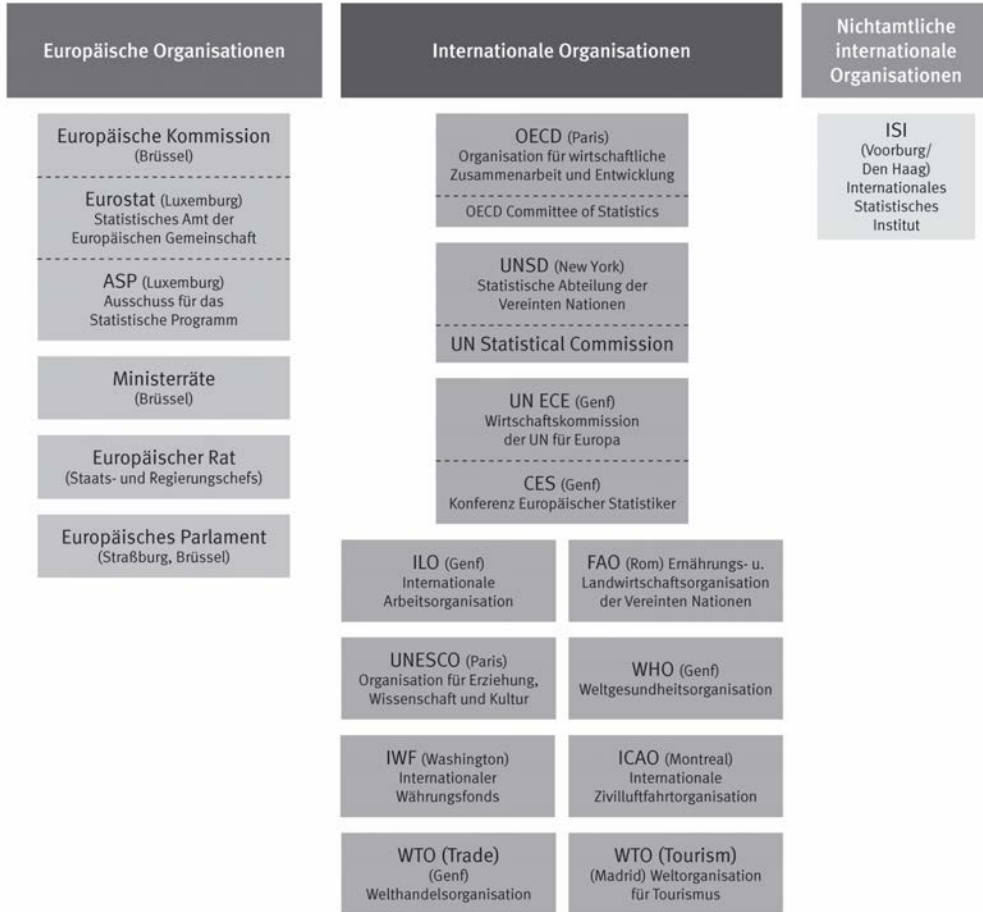 Europäische Organisationen
Internationale Organisationen
Nichtamtliche
internationale
Organisationen
Europäische Kommission
(Brüssel)
Eurostat (Luxemburg)
Statistisches Amt der
Europäischen Gemeinschaft
ASP (Luxemburg)
Ausschuss für das
Statistische Programm
Ministerräte
(Brüssel)
Europäischer Rat
(Staats- und Regierungschefs)
Europäisches Parlament
(Straßburg, Brüssel)
OECD (Paris)
Organisation für wirtschaftliche
Zusammenarbeit und Entwicklung
OECD Committee of Statistics
UNSD (New York)
Statistische Abteilung der
Vereinten Nationen
UN Statistical Commission
UN ECE (Genf)
Wirtschaftskommission
der UN für Europa
CES (Genf)
Konferenz Europäischer Statistiker
ILO (Genf)
Internationale
Arbeitsorganisation
FAO (Rom) Ernährungs- u.
Landwirtschaftsorganisation
der Vereinten Nationen
UNESCO (Paris)
Organisation für Erziehung,
Wissenschaft und Kultur
WHO (Genf)
Weltgesundheitsorganisation
IWF (Washington)
Internationaler
Währungsfonds
ICAO (Montreal)
Internationale
Zivilluftfahrtorganisation
WTO (Trade)
(Genf)
Welthandelsorganisation
WTO (Tourism)
(Madrid) Weltorganisation
für Tourismus
ISI
(Voorburg/
Den Haag)
Internationales
Statistisches
Institut